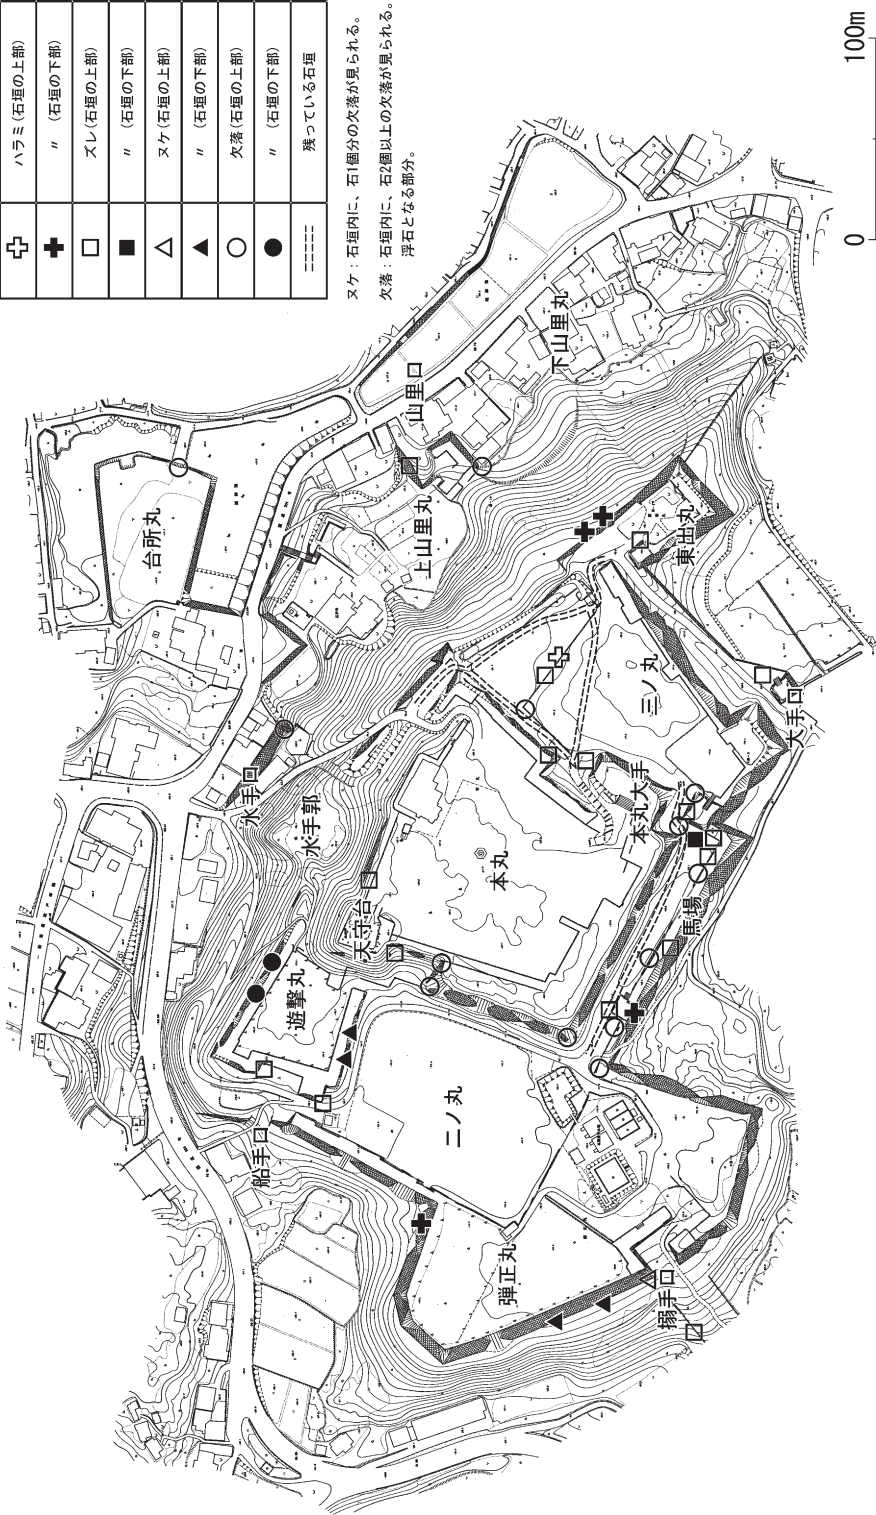 ハラミ(石垣の上部)
〃 (石垣の下部)
ズレ(石垣の上部)
〃 (石垣の下部)
ヌケ(石垣の上部)
〃 (石垣の下部)
欠落(石垣の上部)
〃 (石垣の下部)
残っている石垣
ヌケ：石垣内に、石1個分の欠落が見られる。
欠落：石垣内に、石2個以上の欠落が見られる。
浮石となる部分。
0
100m
台所丸
山里口
下山里丸
上山里丸
東出丸
三ノ丸
大手口
水手口
水手郭
本丸
本丸大手
天守台
馬場
遊撃丸
二ノ丸
船手口
弾正丸
搦手口